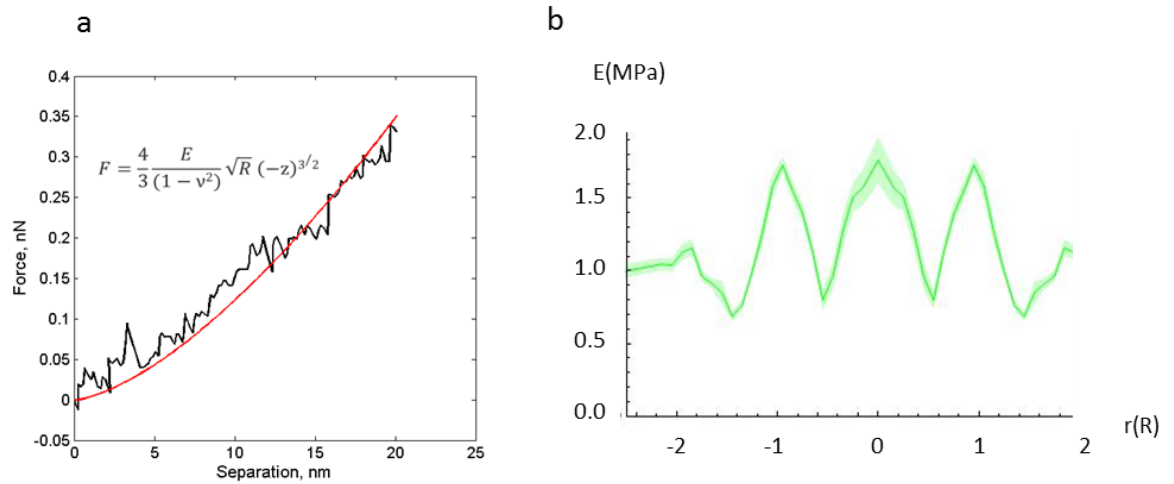 a
0.4
0.35
0.3
0.25
0.2
0.15
0.1
0.05
0
-0.05
0 5 10 15 20 25
Force, nN
Separation, nm
F = 4/3 E/(1 − ν²) √R (−z)^3/2
b
E(MPa)
2.0
1.5
1.0
0.5
0.0
-2 -1 0 1 2
r(R)